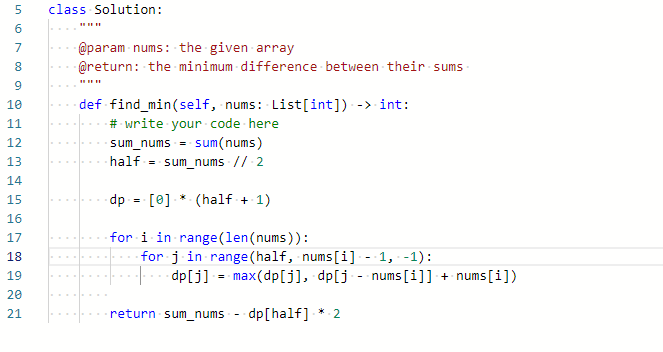 5 class Solution:
6 """
7 @param nums: the given array
8 @return: the minimum difference between their sums
9 """
10 def find_min(self, nums: List[int]) -> int:
11 # write your code here
12 sum_nums = sum(nums)
13 half = sum_nums // 2
14
15 dp = [0] * (half + 1)
16
17 for i in range(len(nums)):
18 for j in range(half, nums[i] - 1, -1):
19 dp[j] = max(dp[j], dp[j - nums[i]] + nums[i])
20
21 return sum_nums - dp[half] * 2